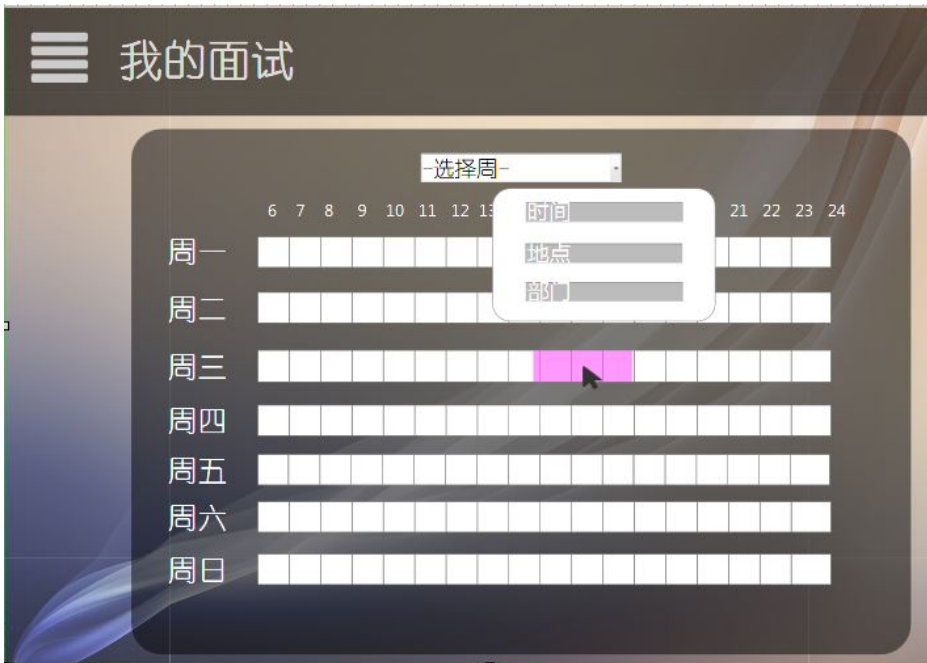 我的面试
-选择周-
6 7 8 9 10 11 12 13 21 22 23 24
时间
地点
部门
周一
周二
周三
周四
周五
周六
周日